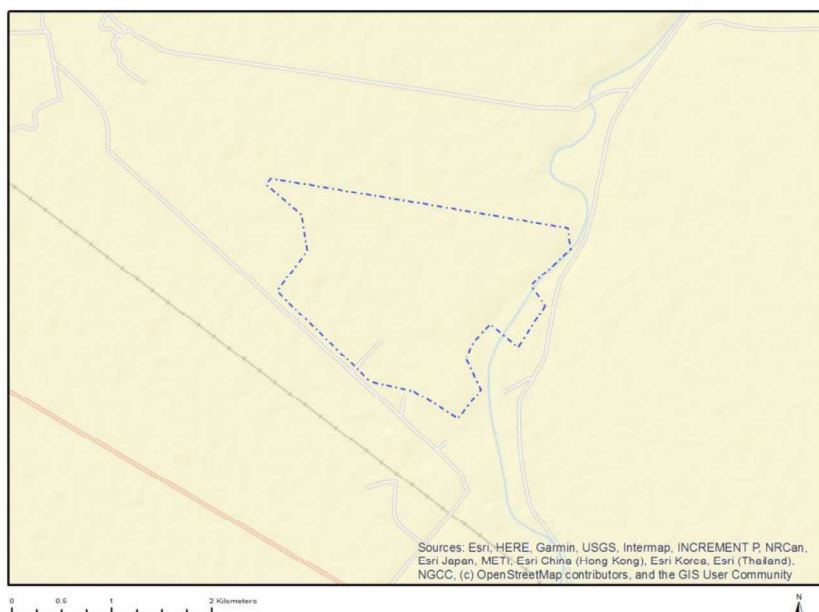 Sources: Esri, HERE, Garmin, USGS, Intermap, INCREMENT P, NRCan,
Esri Japan, METI, Esri China (Hong Kong), Esri Korea, Esri (Thailand),
NGCC, (c) OpenStreetMap contributors, and the GIS User Community
0 0.5 1 2 Kilometers
N